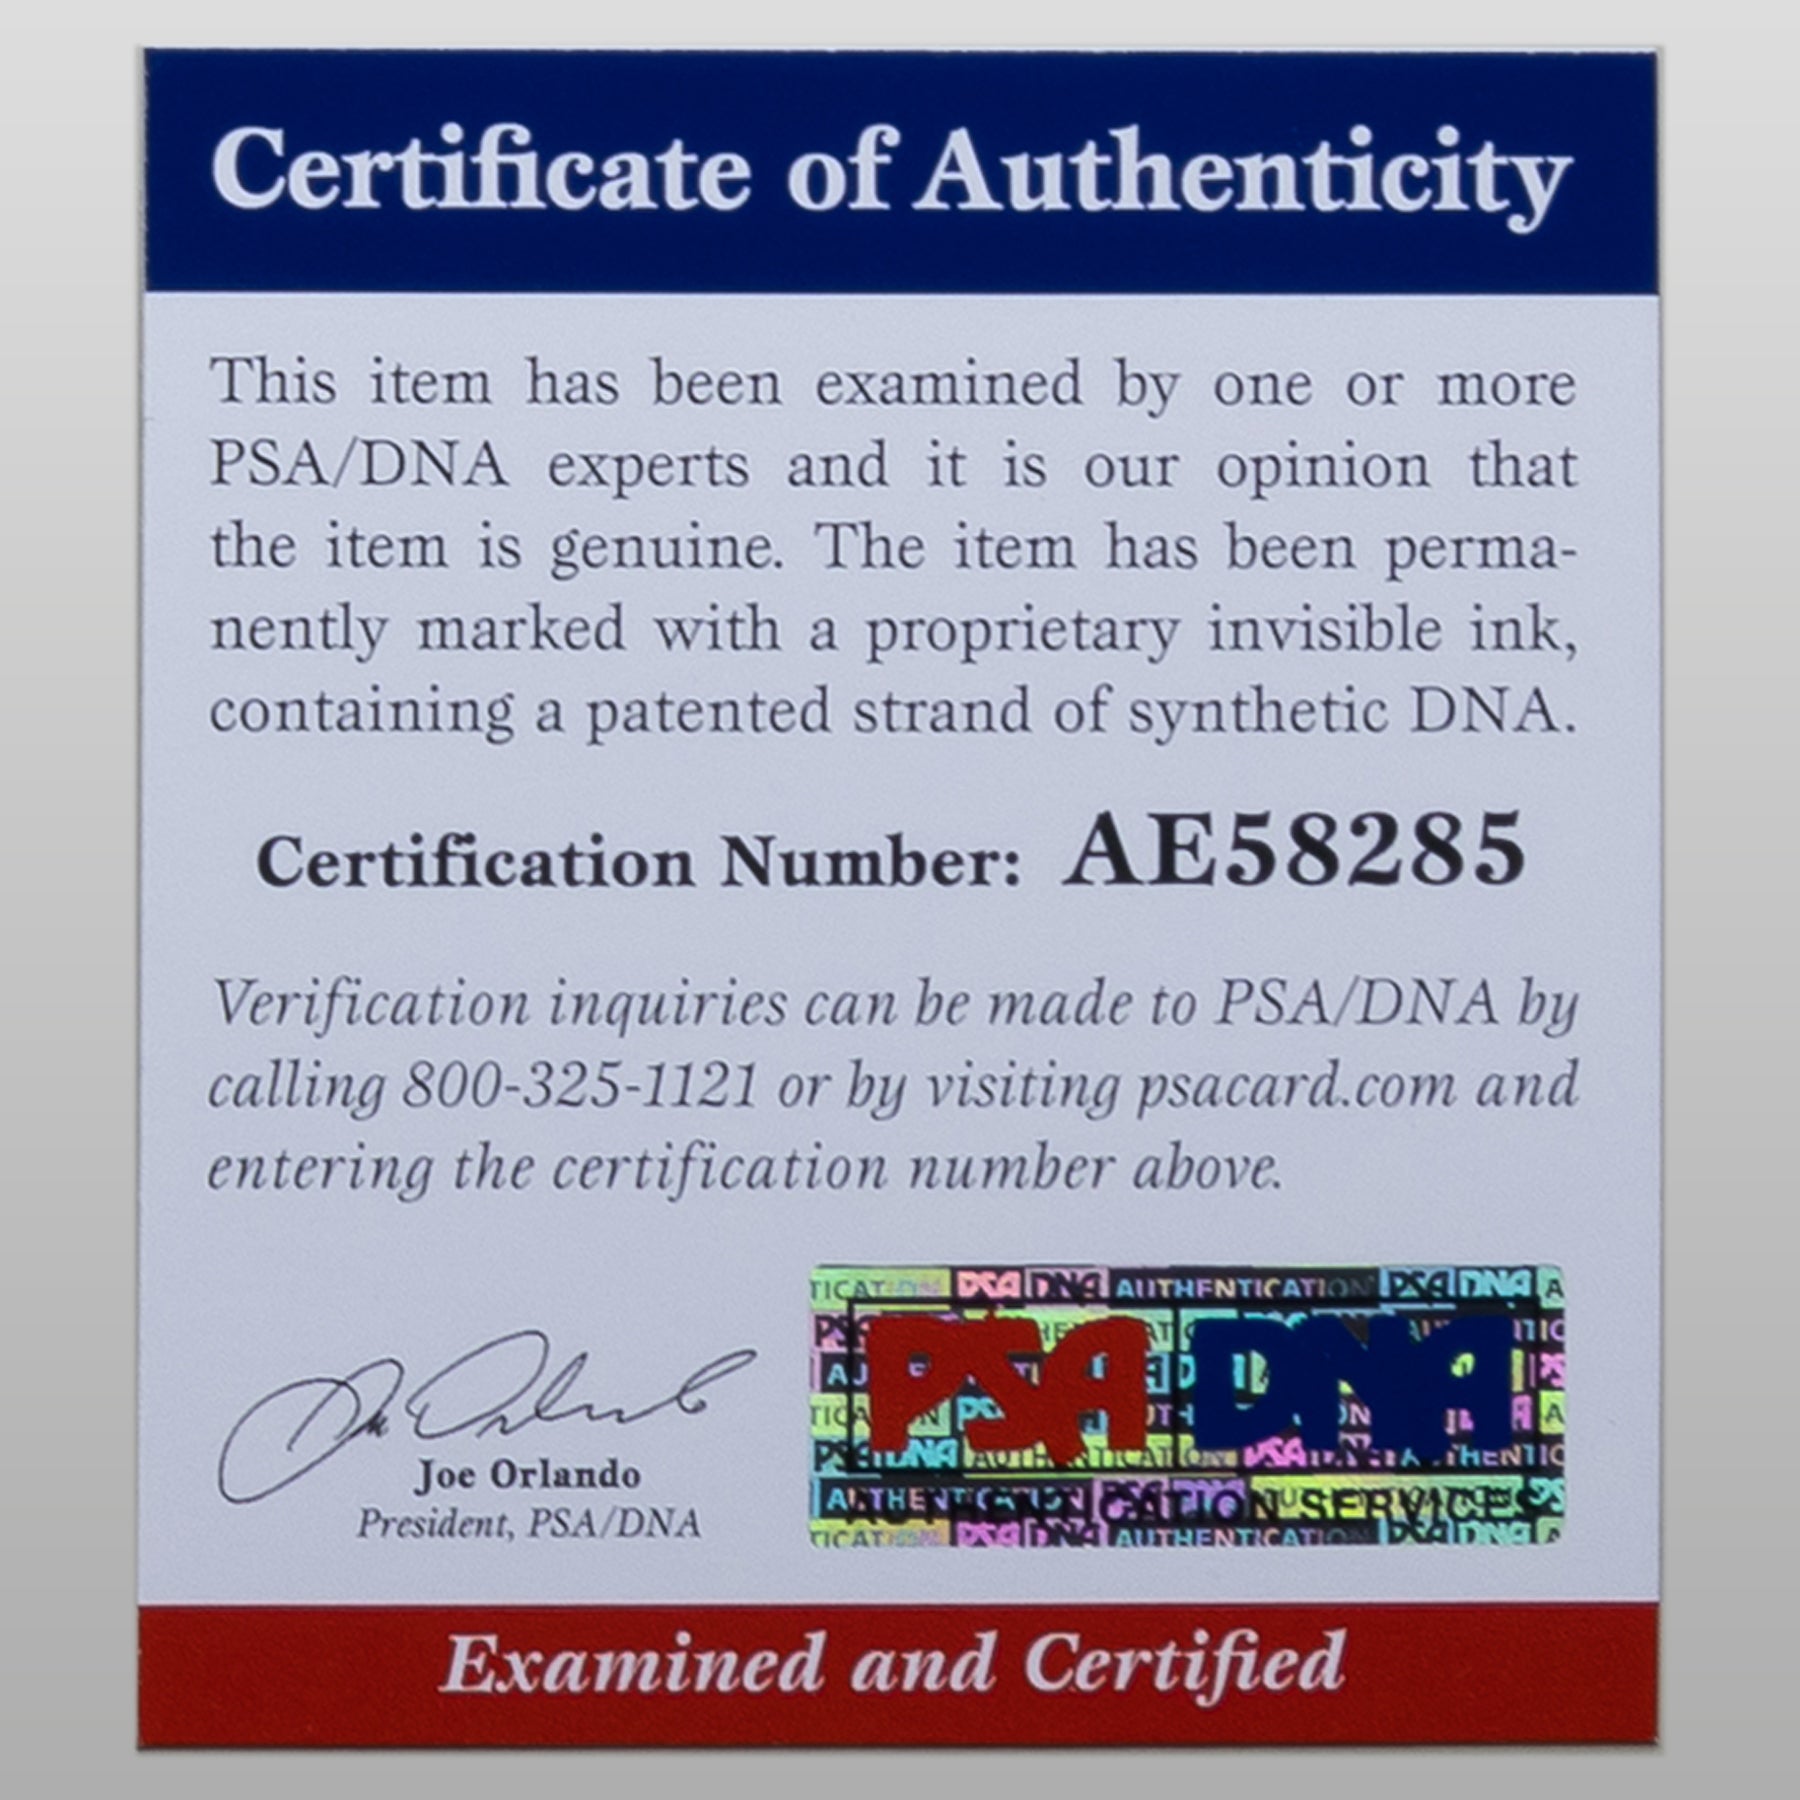 Certificate of Authenticity
This item has been examined by one or more
PSA/DNA experts and it is our opinion that
the item is genuine. The item has been perma-
nently marked with a proprietary invisible ink,
containing a patented strand of synthetic DNA.
Certification Number: AE58285
Verification inquiries can be made to PSA/DNA by
calling 800-325-1121 or by visiting psacard.com and
entering the certification number above.
Joe Orlando
President, PSA/DNA
PSA DNA
AUTHENTICATION SERVICES
Examined and Certified